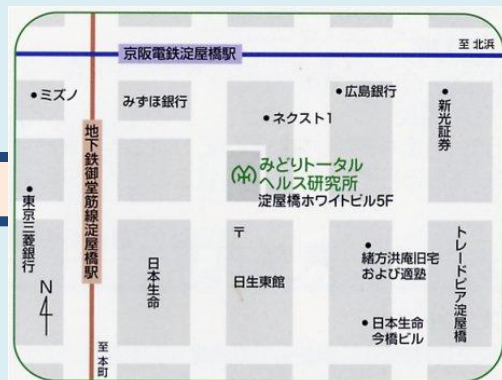 至 北浜
京阪電鉄淀屋橋駅
ミズノ
みずほ銀行
ネクスト1
広島銀行
新光証券
地下鉄御堂筋線淀屋橋駅
みどりトータル
ヘルス研究所
淀屋橋ホワイトビル5F
東京三菱銀行
〒
日本生命
日生東館
緒方洪庵旧宅
および適塾
トレードピア淀屋橋
日本生命
今橋ビル
N
至 本町